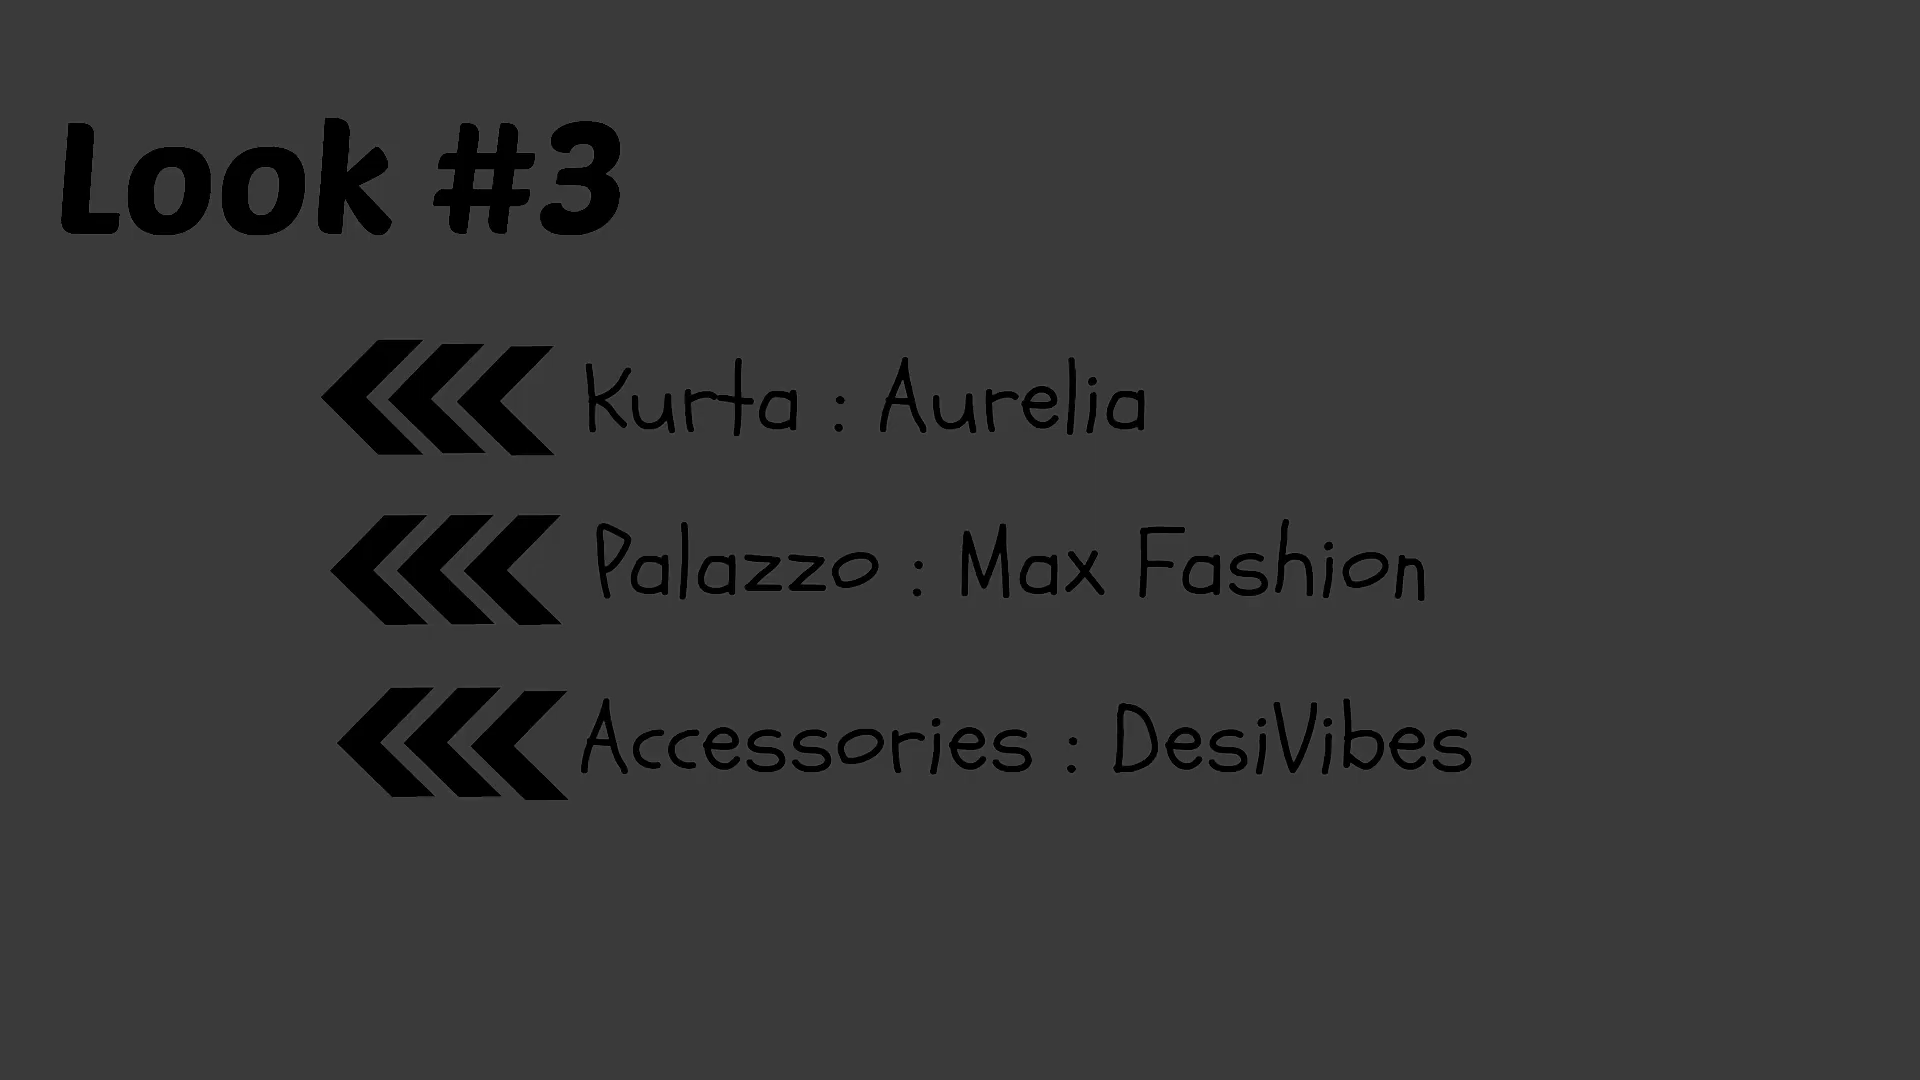 Look #3
Kurta : Aurelia
Palazzo : Max Fashion
Accessories : DesiVibes